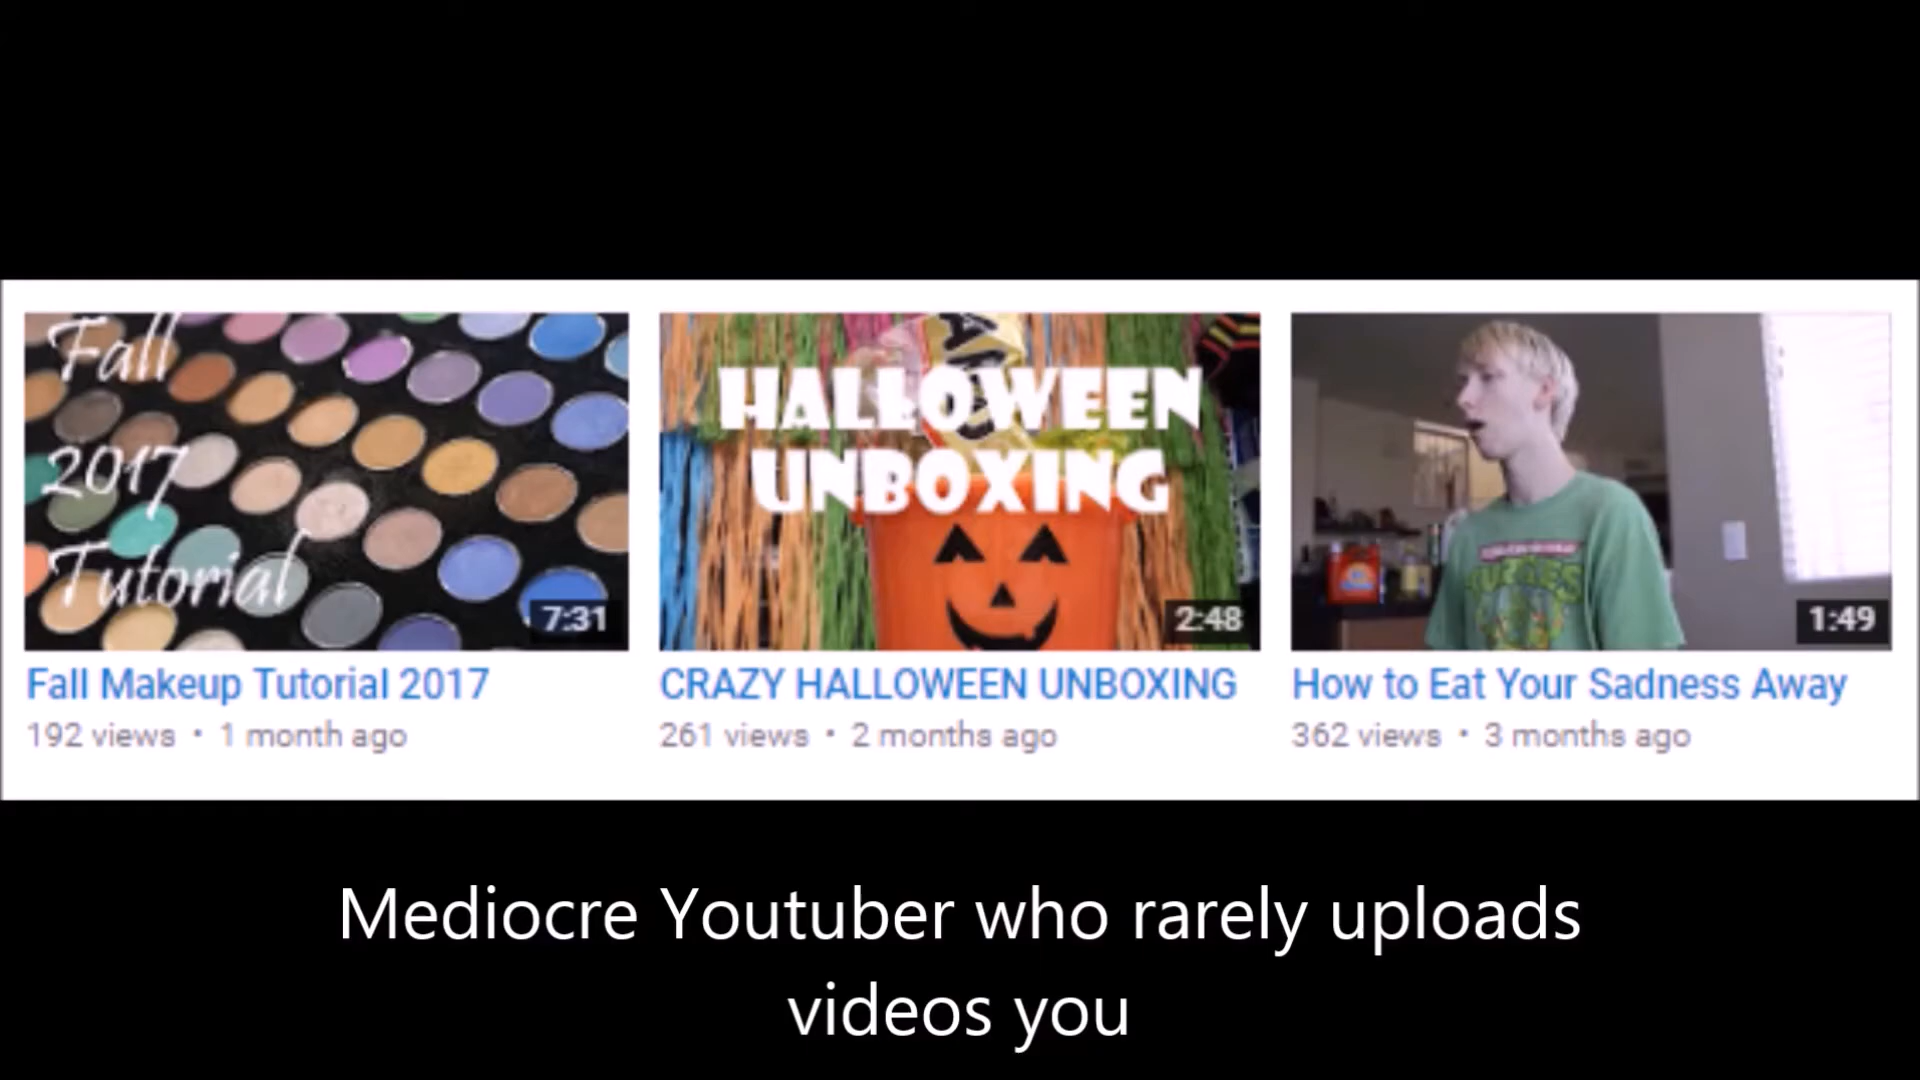 Fall
2017
Tutorial
7:31
HALLOWEEN
UNBOXING
2:48
1:49
Fall Makeup Tutorial 2017
192 views • 1 month ago
CRAZY HALLOWEEN UNBOXING
261 views • 2 months ago
How to Eat Your Sadness Away
362 views • 3 months ago
Mediocre Youtuber who rarely uploads
videos you